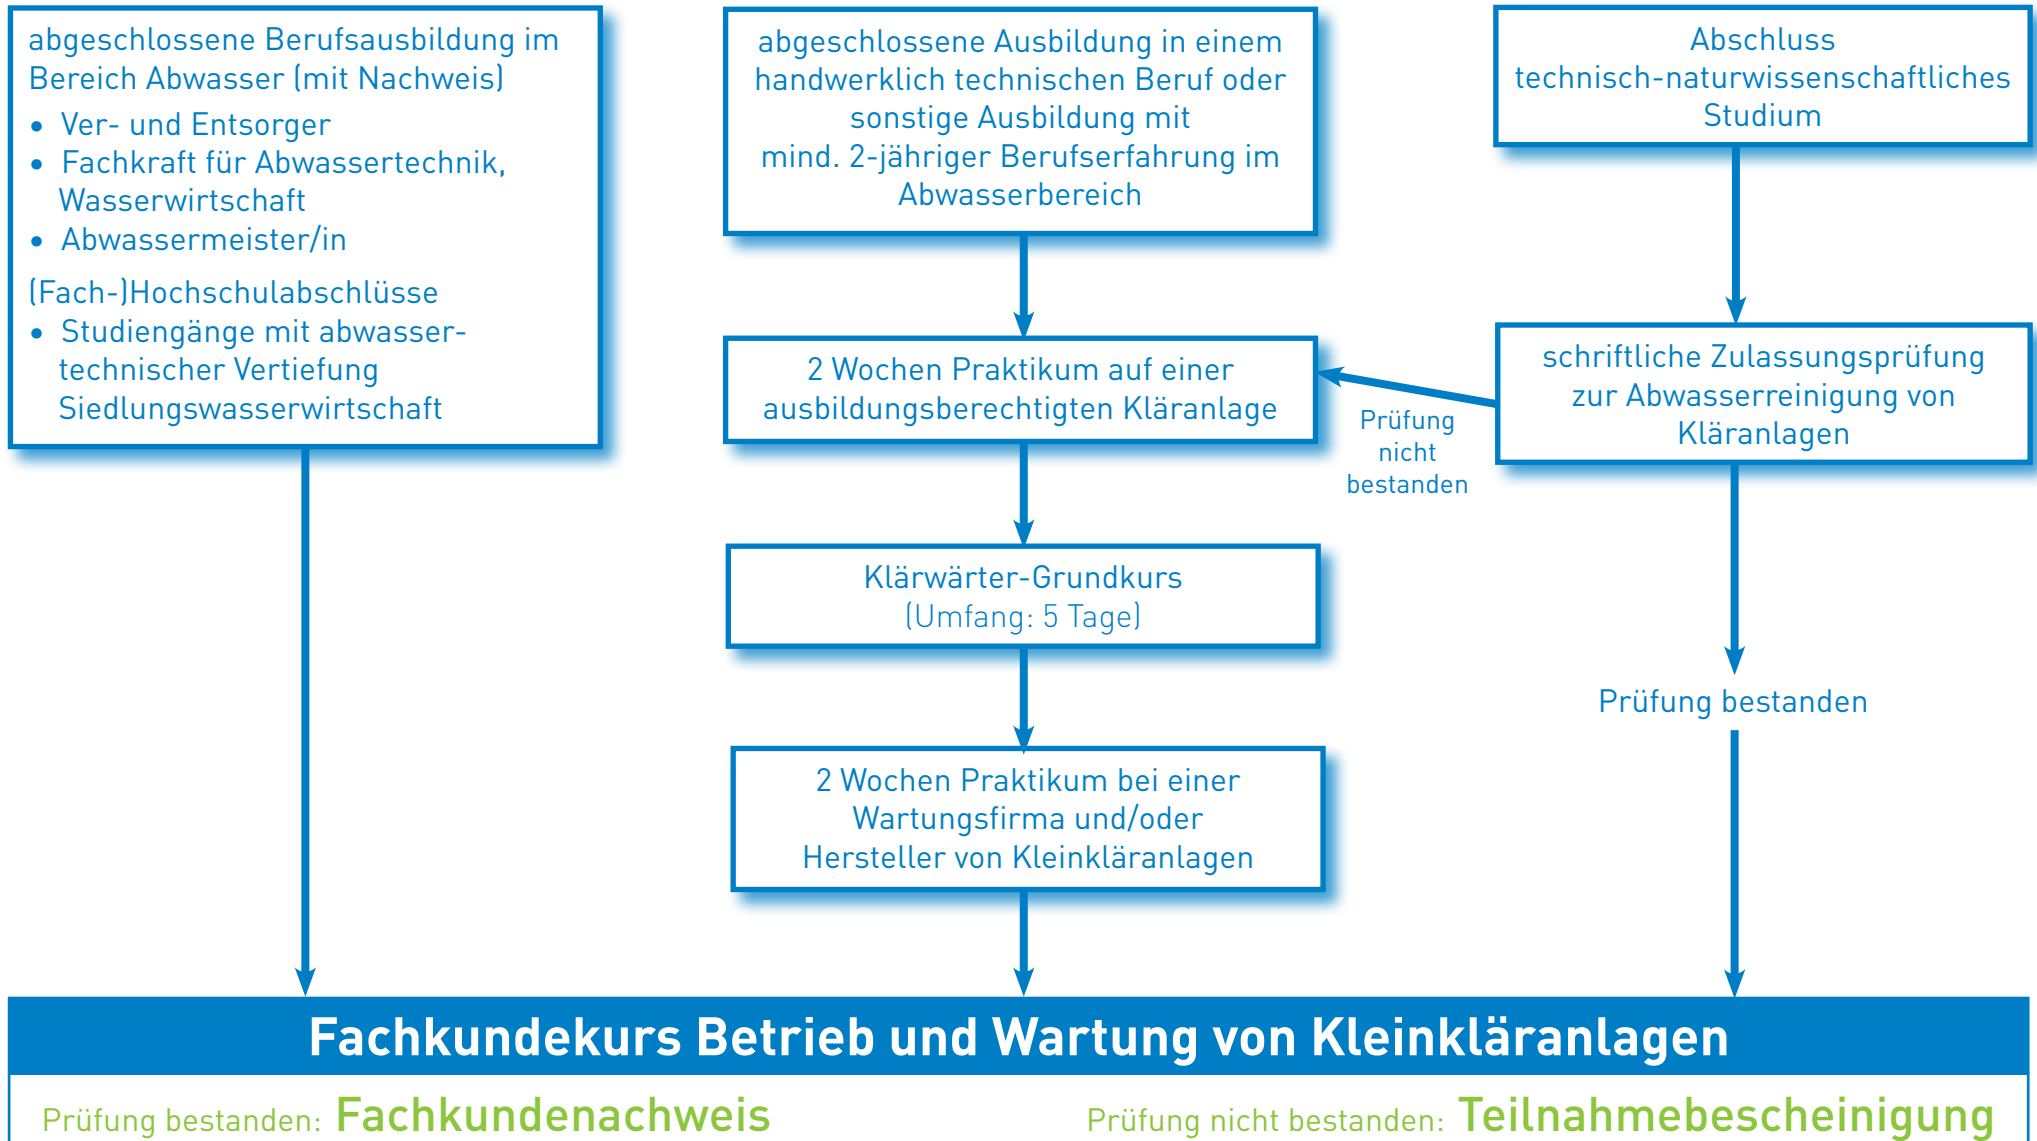 abgeschlossene Berufsausbildung im
Bereich Abwasser (mit Nachweis)
• Ver- und Entsorger
• Fachkraft für Abwassertechnik,
Wasserwirtschaft
• Abwassermeister/in
(Fach-)Hochschulabschlüsse
• Studiengänge mit abwasser-
technischer Vertiefung
Siedlungswasserwirtschaft
abgeschlossene Ausbildung in einem
handwerklich technischen Beruf oder
sonstige Ausbildung mit
mind. 2-jähriger Berufserfahrung im
Abwasserbereich
Abschluss
technisch-naturwissenschaftliches
Studium
2 Wochen Praktikum auf einer
ausbildungsberechtigten Kläranlage
Prüfung
nicht
bestanden
schriftliche Zulassungsprüfung
zur Abwasserreinigung von
Kläranlagen
Klärwärter-Grundkurs
(Umfang: 5 Tage)
Prüfung bestanden
2 Wochen Praktikum bei einer
Wartungsfirma und/oder
Hersteller von Kleinkläranlagen
Fachkundekurs Betrieb und Wartung von Kleinkläranlagen
Prüfung bestanden: Fachkundenachweis
Prüfung nicht bestanden: Teilnahmebescheinigung